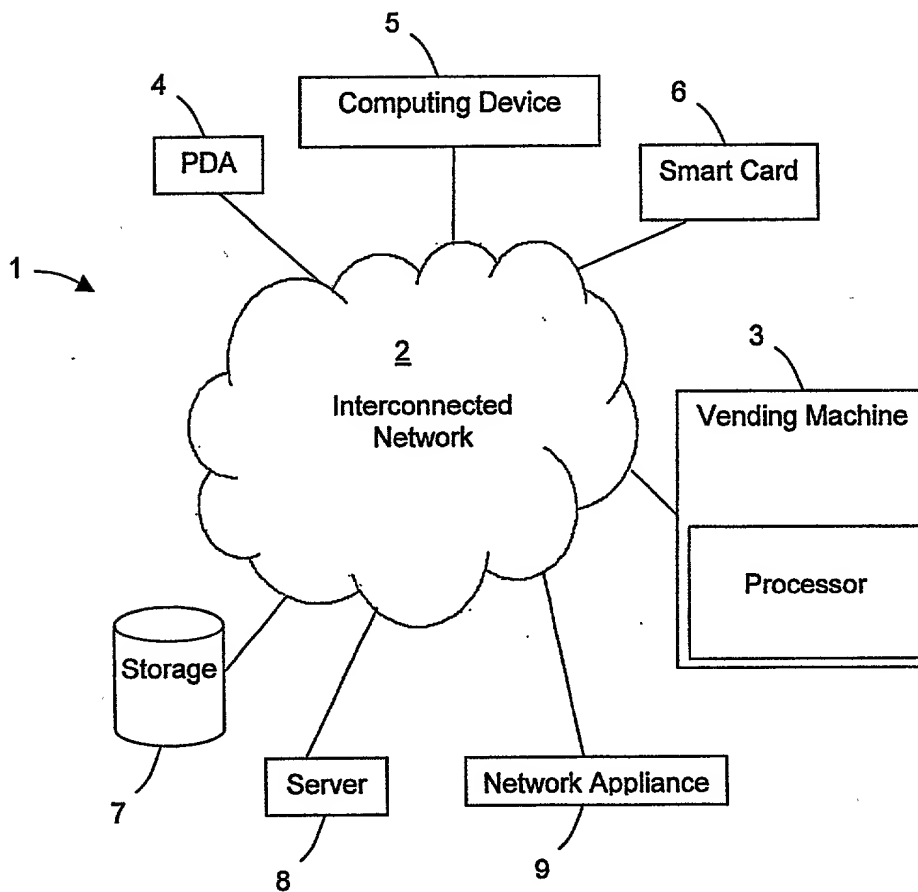 5
Computing Device
4
PDA
6
Smart Card
1
2
Interconnected
Network
3
Vending Machine
Processor
Storage
7
Server
8
Network Appliance
9